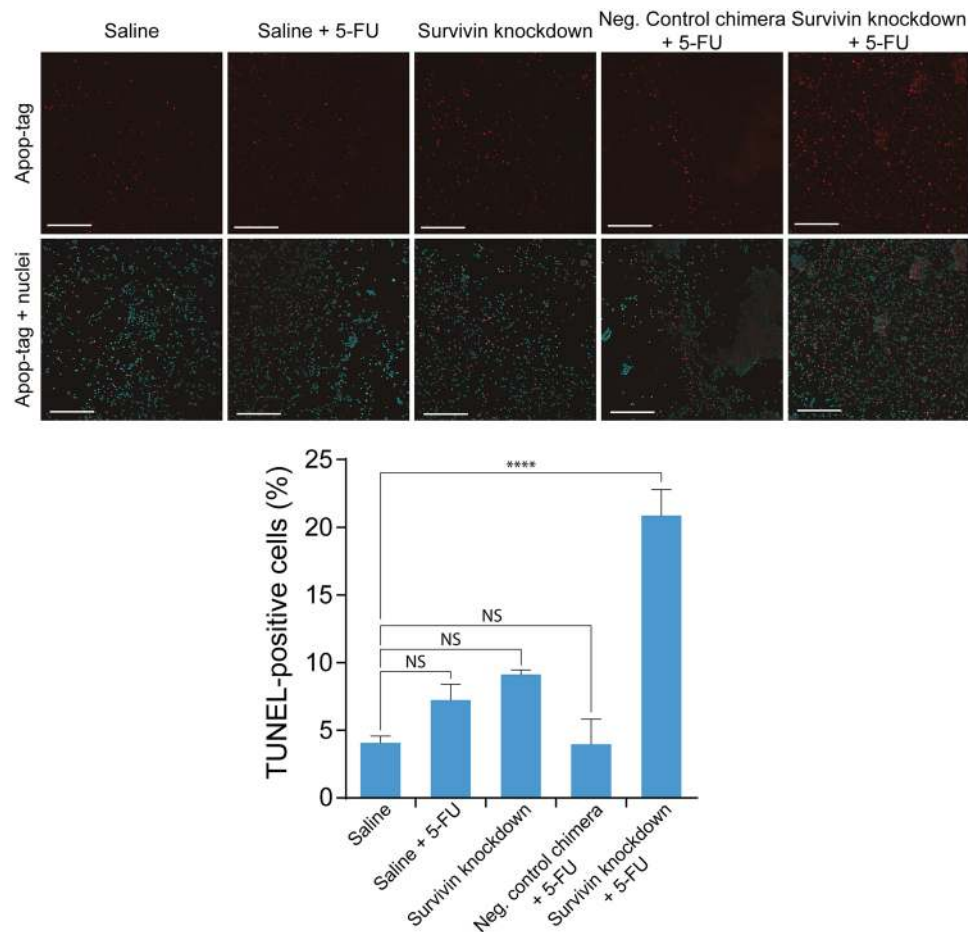 Saline
Saline + 5-FU
Survivin knockdown
Neg. Control chimera
+ 5-FU
Survivin knockdown
+ 5-FU
Apop-tag
Apop-tag + nuclei
TUNEL-positive cells (%)
25
20
15
10
5
0
****
NS
NS
NS
Saline
Saline + 5-FU
Survivin knockdown
Neg. control chimera
+ 5-FU
Survivin knockdown
+ 5-FU